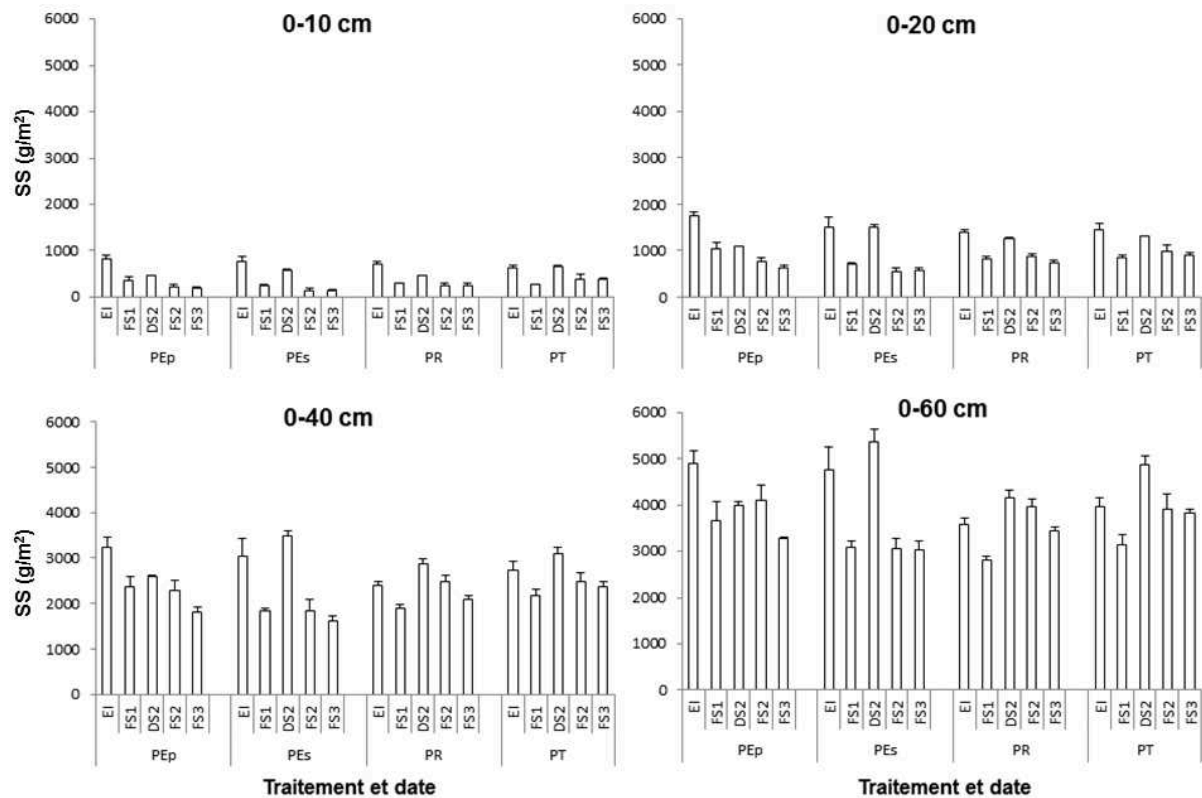 0-10 cm
6000
5000
4000
3000
2000
1000
0
SS (g/m²)
EI FS1 DS2 FS2 FS3 EI FS1 DS2 FS2 FS3 EI FS1 DS2 FS2 FS3 EI FS1 DS2 FS2 FS3
PEp PEs PR PT
0-20 cm
6000
5000
4000
3000
2000
1000
0
EI FS1 DS2 FS2 FS3 EI FS1 DS2 FS2 FS3 EI FS1 DS2 FS2 FS3 EI FS1 DS2 FS2 FS3
PEp PEs PR PT
0-40 cm
6000
5000
4000
3000
2000
1000
0
SS (g/m²)
EI FS1 DS2 FS2 FS3 EI FS1 DS2 FS2 FS3 EI FS1 DS2 FS2 FS3 EI FS1 DS2 FS2 FS3
PEp PEs PR PT
Traitement et date
0-60 cm
6000
5000
4000
3000
2000
1000
0
EI FS1 DS2 FS2 FS3 EI FS1 DS2 FS2 FS3 EI FS1 DS2 FS2 FS3 EI FS1 DS2 FS2 FS3
PEp PEs PR PT
Traitement et date